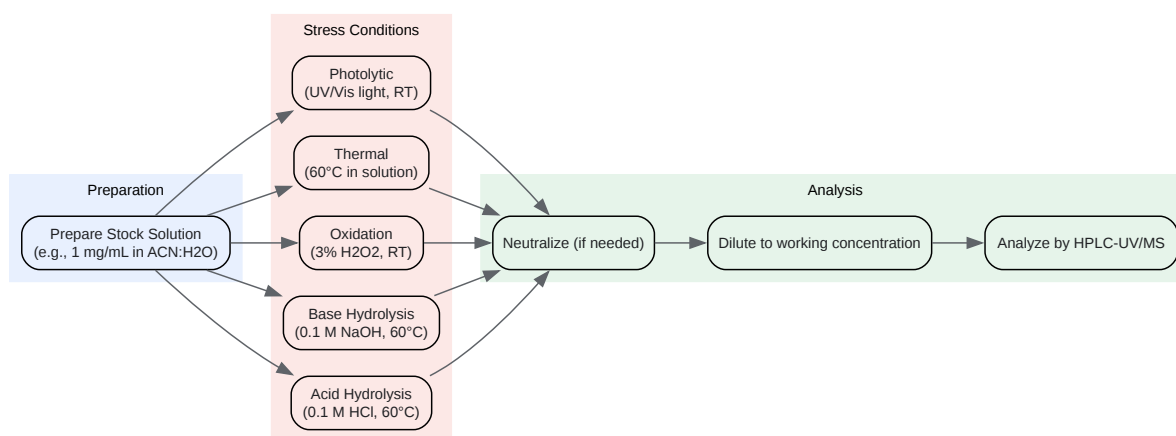 Preparation
Prepare Stock Solution
(e.g., 1 mg/mL in ACN:H2O)
Stress Conditions
Photolytic
(UV/Vis light, RT)
Thermal
(60°C in solution)
Oxidation
(3% H2O2, RT)
Base Hydrolysis
(0.1 M NaOH, 60°C)
Acid Hydrolysis
(0.1 M HCl, 60°C)
Analysis
Neutralize (if needed)
Dilute to working concentration
Analyze by HPLC-UV/MS